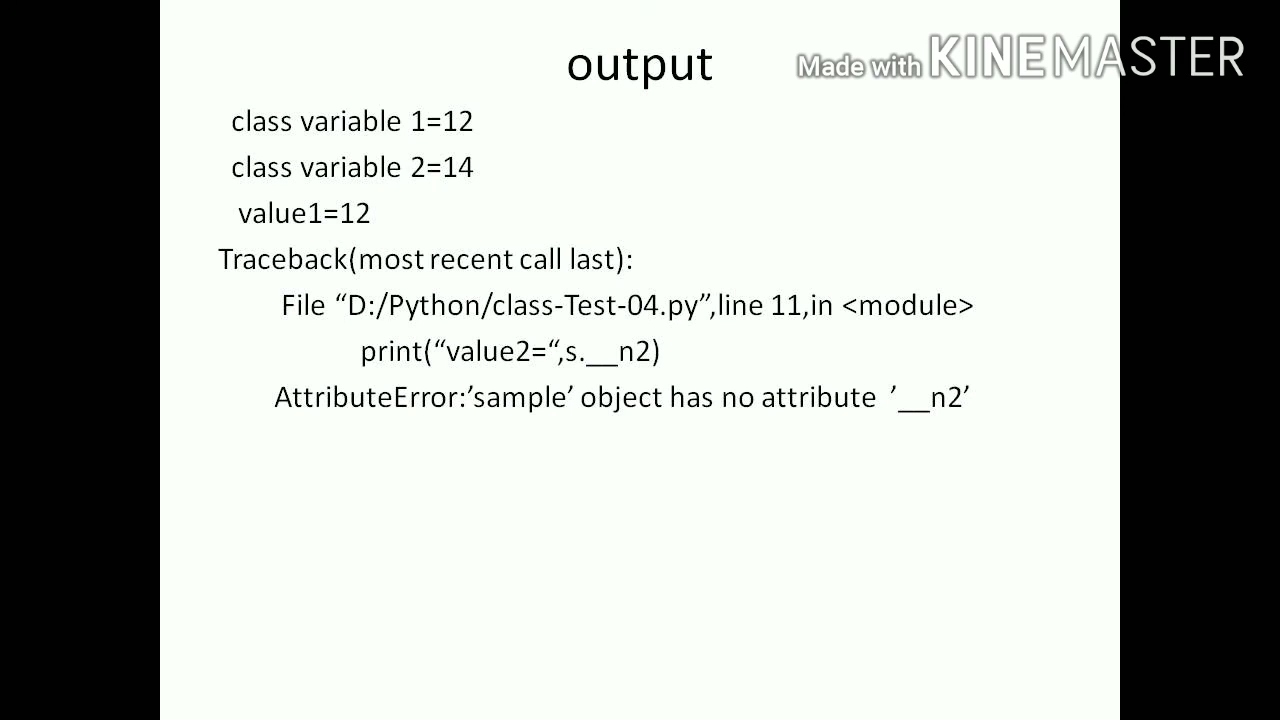 output
Made with KINEMASTER
class variable 1=12
class variable 2=14
value1=12
Traceback(most recent call last):
File “D:/Python/class-Test-04.py”,line 11,in <module>
print(“value2=“,s.__n2)
AttributeError:’sample’ object has no attribute ’__n2’